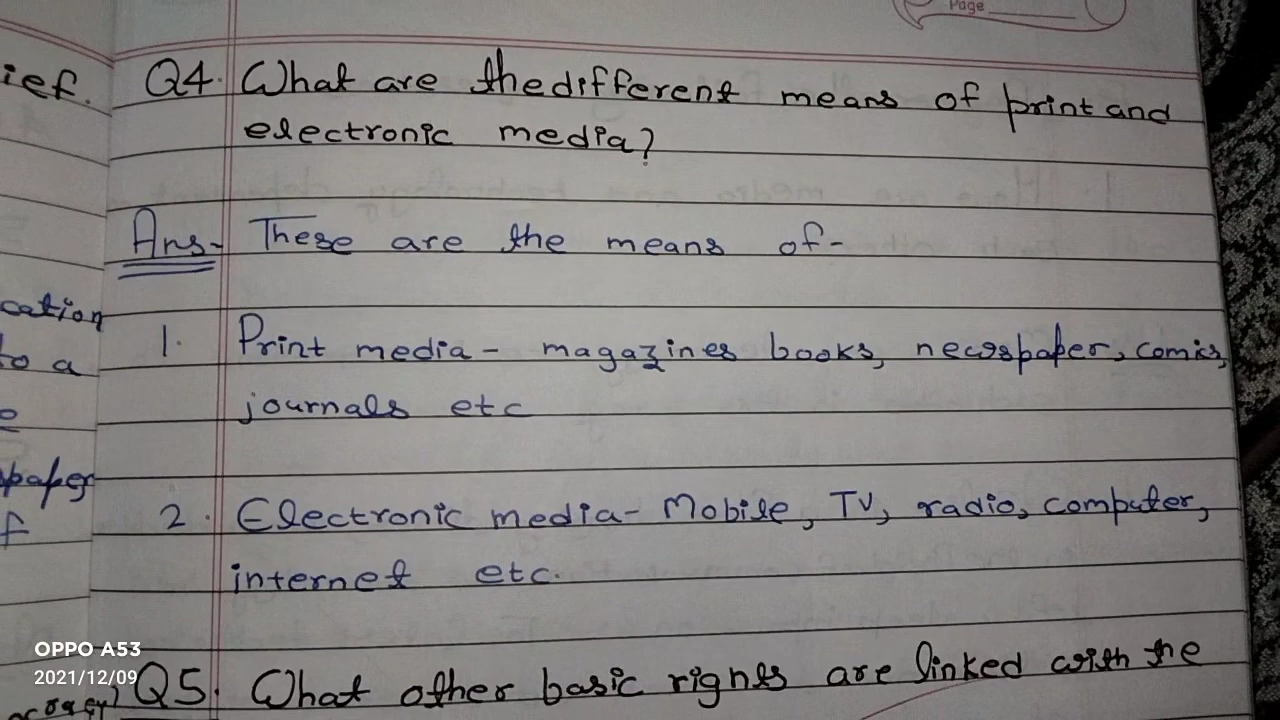 Page
ief.
Q4. What are the different means of print and
electronic media?
Ans- These are the means of-
cation
1. Print media - magazines books, newspaper, comics,
to a
journals etc
e
paper
2. Electronic media- Mobile, TV, radio, computer,
f
internet etc.
OPPO A53
2021/12/09
Q5. What other basic rights are linked with the